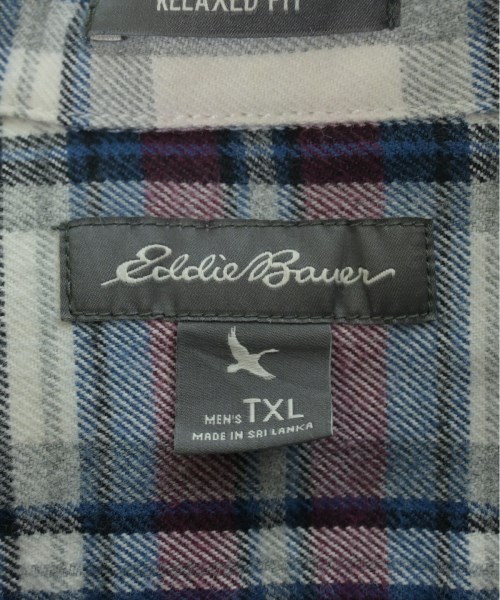 RELAXED FIT
Eddie Bauer
MEN'S TXL
MADE IN SRI LANKA